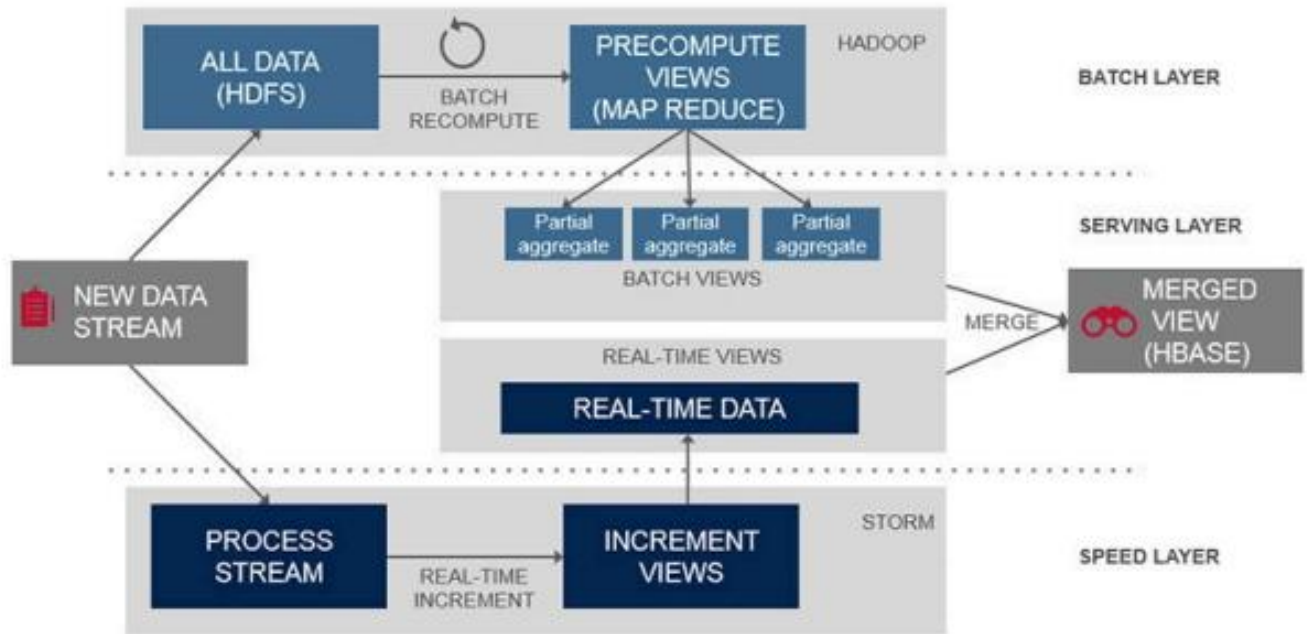 ALL DATA
(HDFS)
BATCH
RECOMPUTE
PRECOMPUTE
VIEWS
(MAP REDUCE)
HADOOP
BATCH LAYER
Partial
aggregate
Partial
aggregate
Partial
aggregate
BATCH VIEWS
SERVING LAYER
NEW DATA
STREAM
MERGE
MERGED
VIEW
(HBASE)
REAL-TIME VIEWS
REAL-TIME DATA
PROCESS
STREAM
REAL-TIME
INCREMENT
INCREMENT
VIEWS
STORM
SPEED LAYER